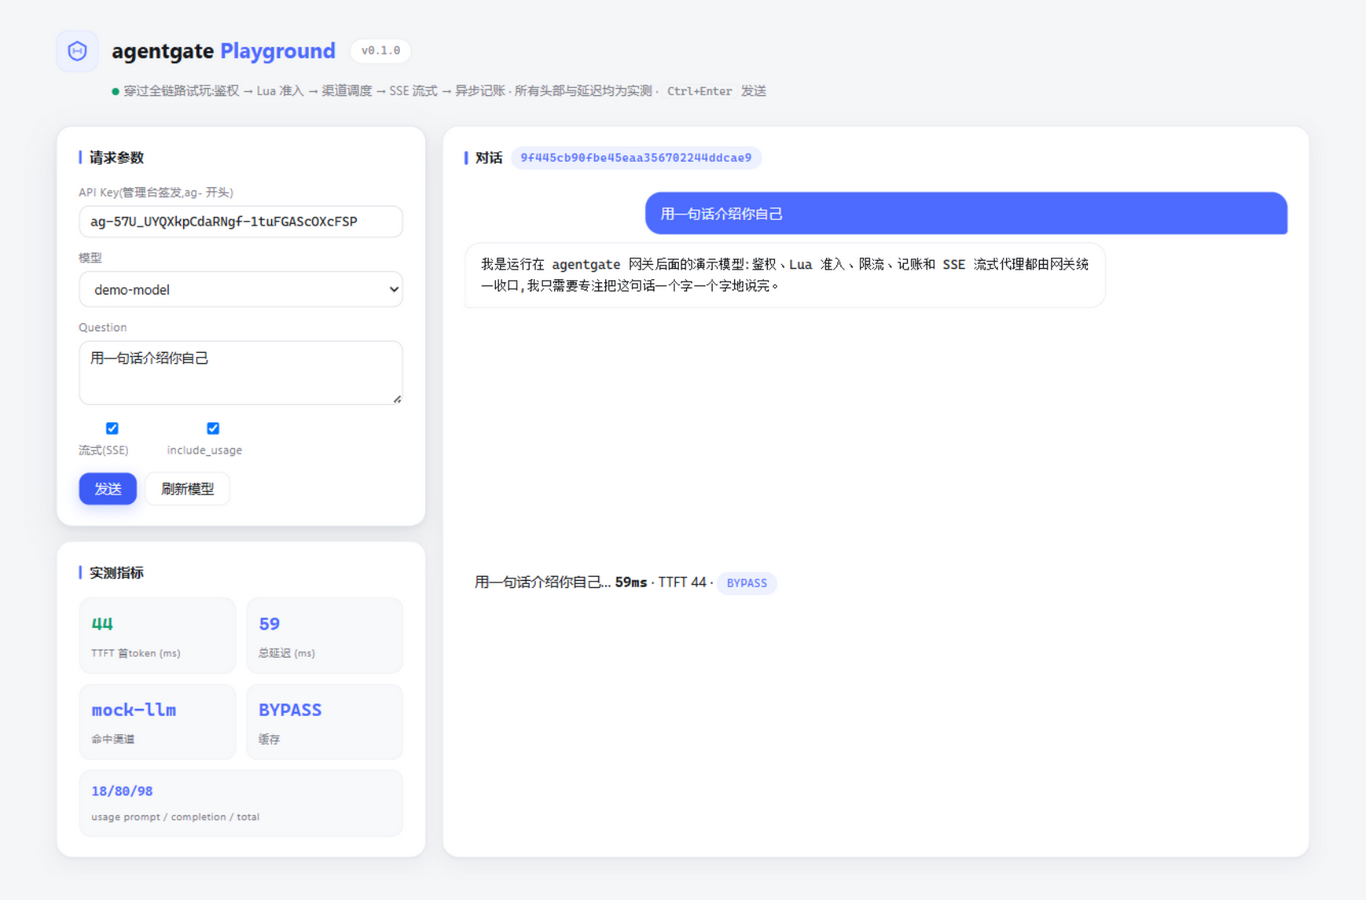 agentgate Playground v0.1.0
穿过全链路试玩:鉴权 → Lua 准入 → 渠道调度 → SSE 流式 → 异步记账 · 所有头部与延迟均为实测 · Ctrl+Enter 发送
请求参数
API Key(管理台签发,ag- 开头)
ag-57U_UYQXkpCdaRNgf-1tuFGAScOXcFSP
模型
demo-model
Question
用一句话介绍你自己
流式(SSE) include_usage
发送 刷新模型
实测指标
44
TTFT 首token (ms)
59
总延迟 (ms)
mock-llm
命中渠道
BYPASS
缓存
18/80/98
usage prompt / completion / total
对话 9f445cb90fbe45eaa356702244ddcae9
用一句话介绍你自己
我是运行在 agentgate 网关后面的演示模型:鉴权、Lua 准入、限流、记账和 SSE 流式代理都由网关统
一收口,我只需要专注把这句话一个字一个字地说完。
用一句话介绍你自己... 59ms · TTFT 44 · BYPASS